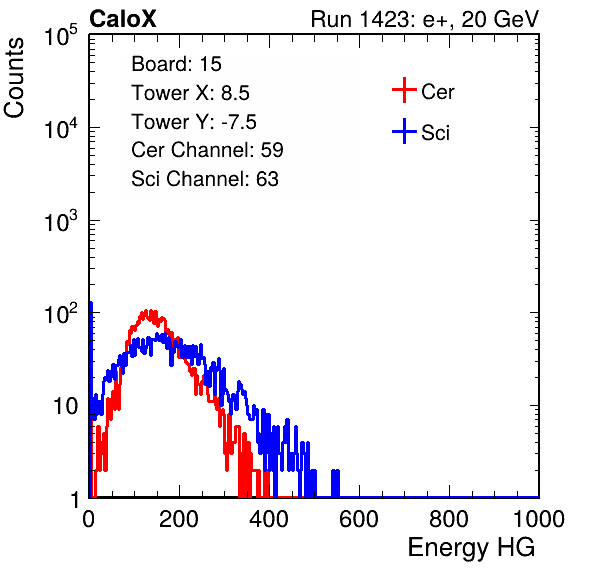 CaloX
Run 1423: e+, 20 GeV
Counts
10^5
10^4
10^3
10^2
10
1
Board: 15
Tower X: 8.5
Tower Y: -7.5
Cer Channel: 59
Sci Channel: 63
Cer
Sci
0 200 400 600 800 1000
Energy HG